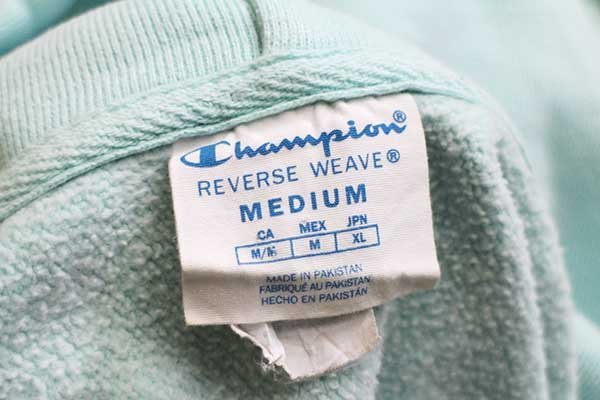 Champion®
REVERSE WEAVE®
MEDIUM
CA MEX JPN
M/M M XL
MADE IN PAKISTAN
FABRIQUÉ AU PAKISTAN
HECHO EN PAKISTÁN